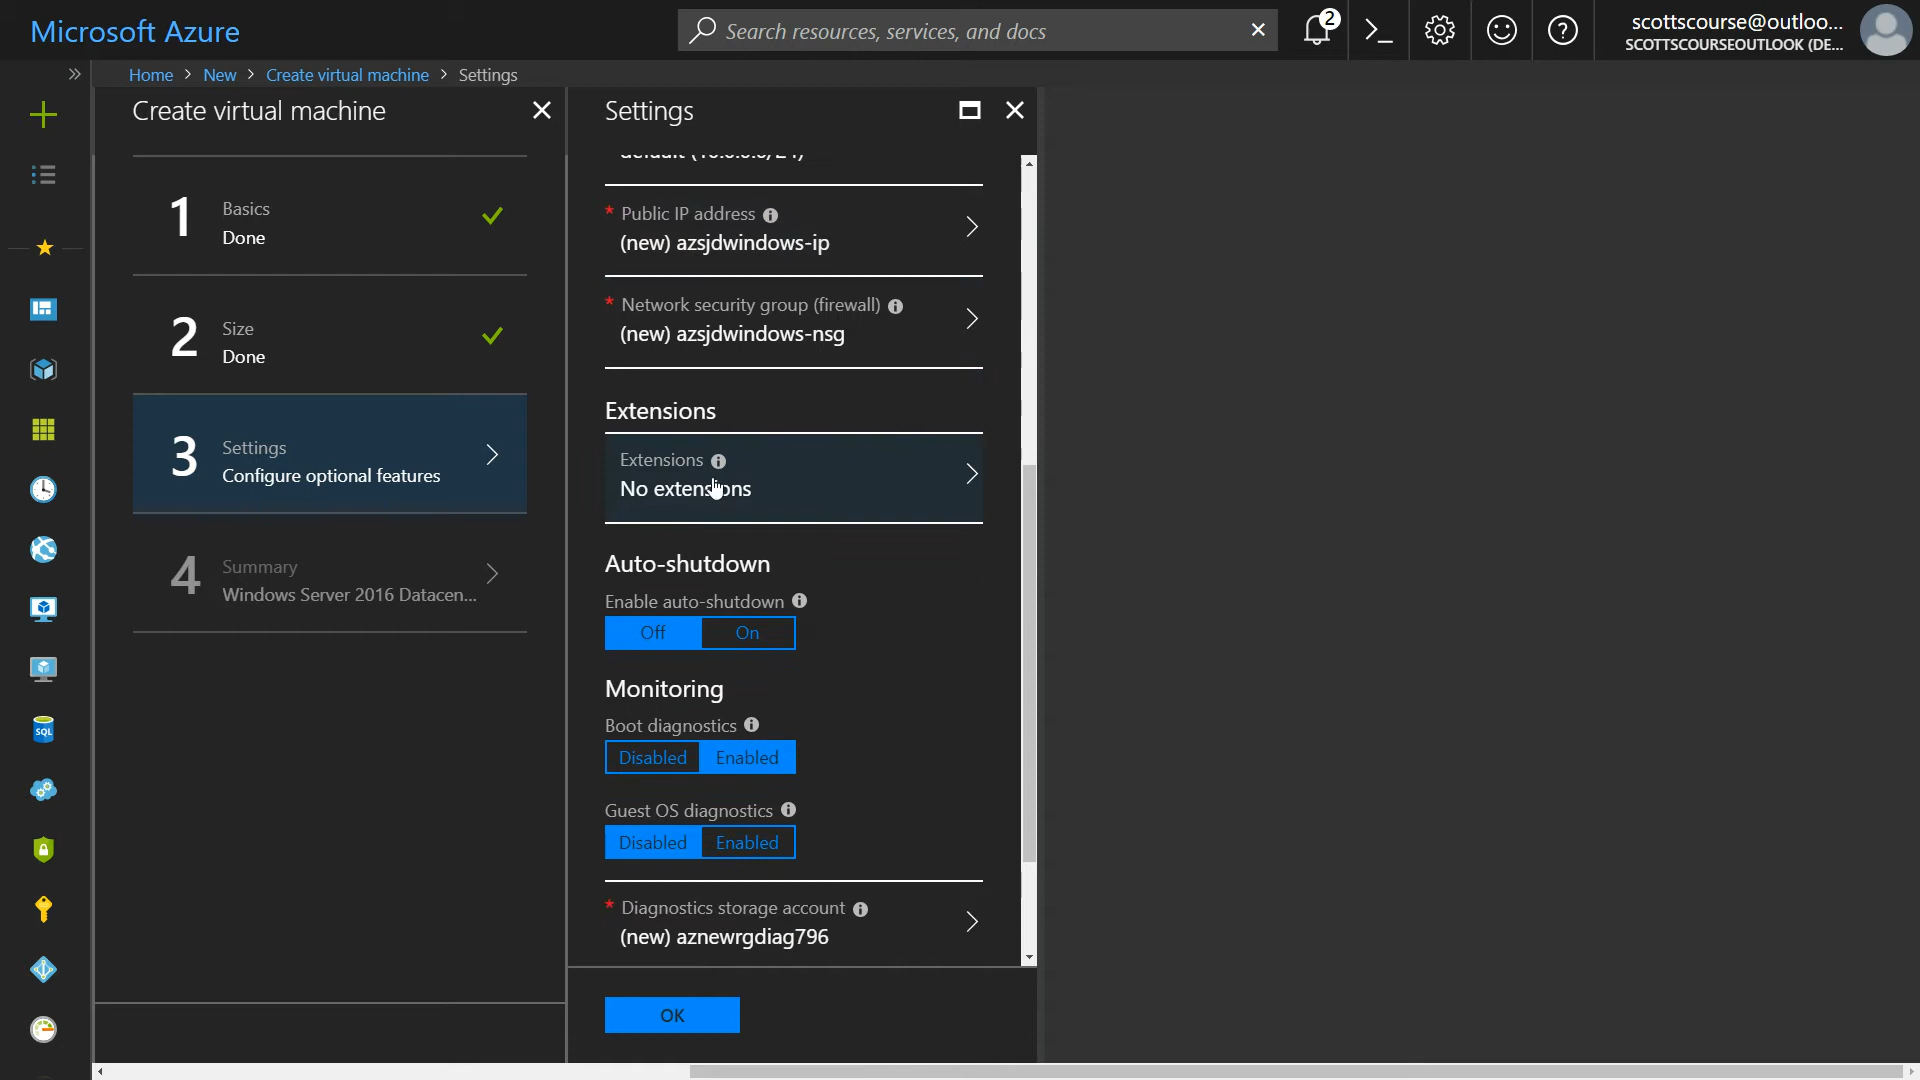 Microsoft Azure
Search resources, services, and docs
2
scottscourse@outloo...
SCOTTSCOURSEOUTLOOK (DE...
Home > New > Create virtual machine > Settings
Create virtual machine
1
Basics
Done
2
Size
Done
3
Settings
Configure optional features
4
Summary
Windows Server 2016 Datacen...
Settings
* Public IP address
(new) azsjdwindows-ip
* Network security group (firewall)
(new) azsjdwindows-nsg
Extensions
Extensions
No extensions
Auto-shutdown
Enable auto-shutdown
Off On
Monitoring
Boot diagnostics
Disabled Enabled
Guest OS diagnostics
Disabled Enabled
* Diagnostics storage account
(new) aznewrgdiag796
OK
SQL